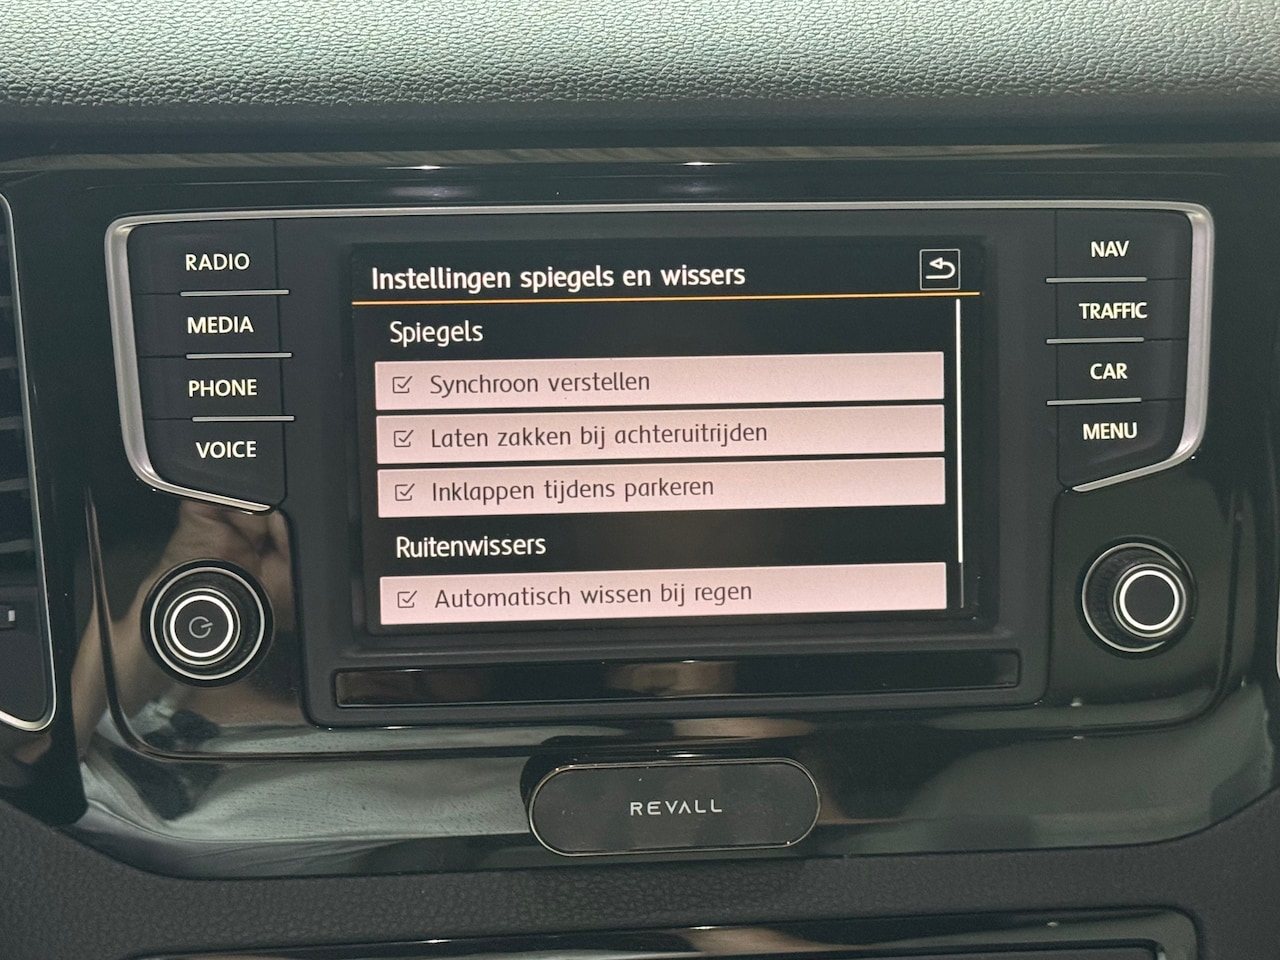 RADIO
MEDIA
PHONE
VOICE
Instellingen spiegels en wissers
Spiegels
Synchroon verstellen
Laten zakken bij achteruitrijden
Inklappen tijdens parkeren
Ruitenwissers
Automatisch wissen bij regen
NAV
TRAFFIC
CAR
MENU
REVALL